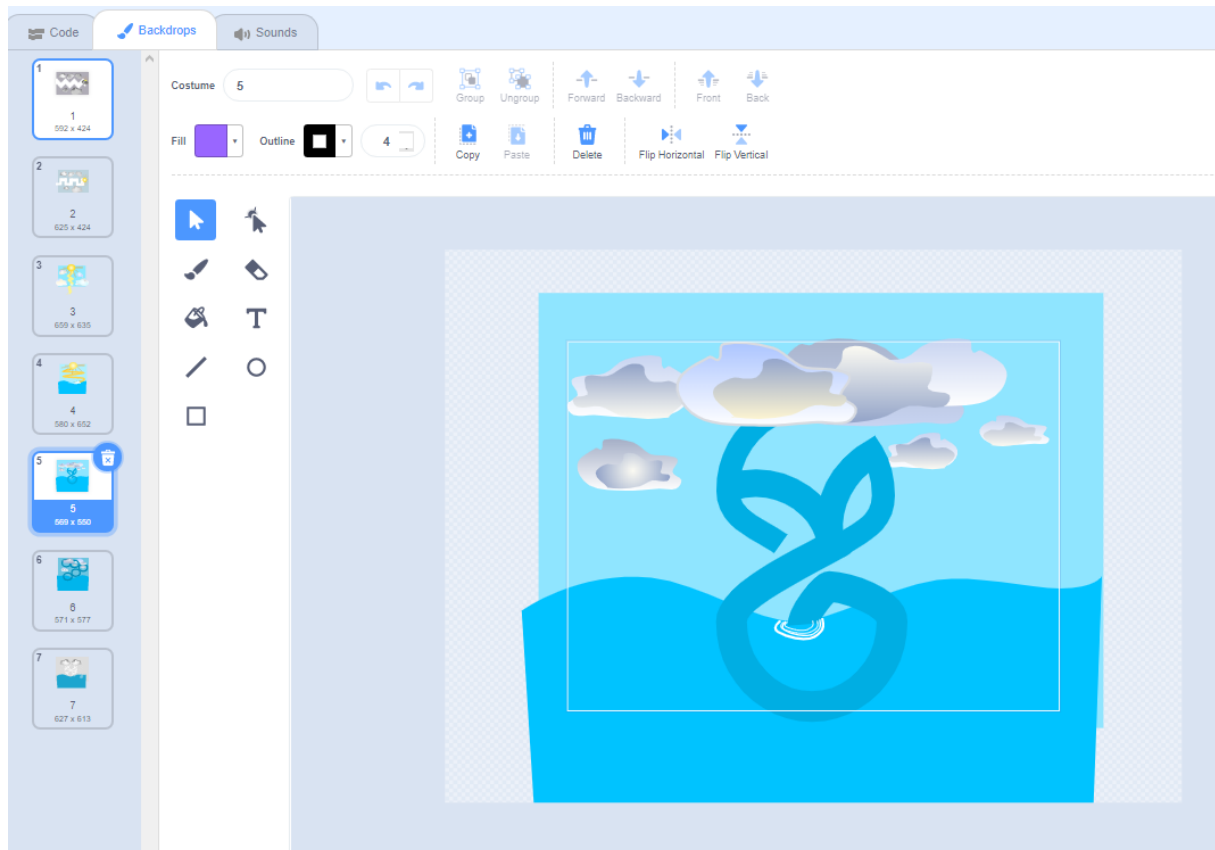 Code Backdrops Sounds
1
1
592 x 424
2
2
625 x 424
3
3
659 x 635
4
4
580 x 652
5
5
569 x 560
6
6
571 x 577
7
7
627 x 613
Costume 5 Group Ungroup Forward Backward Front Back
Fill Outline 4 Copy Paste Delete Flip Horizontal Flip Vertical
T